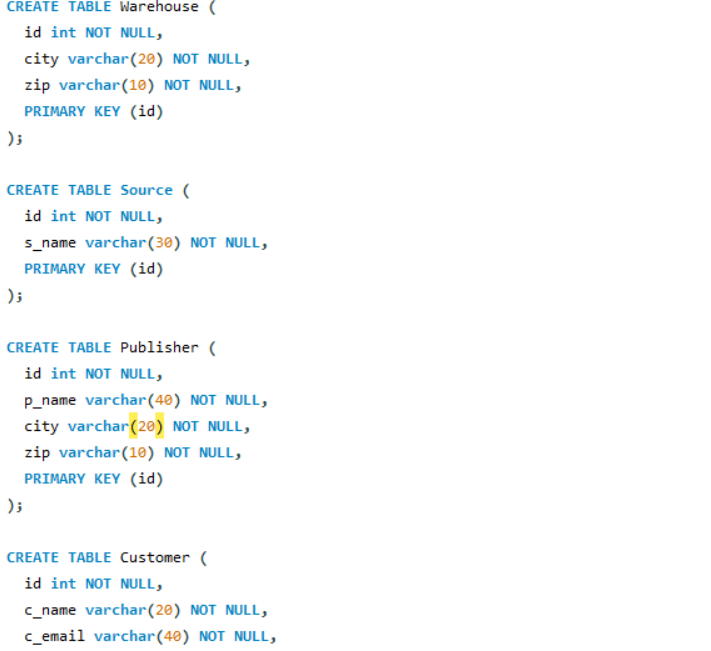 CREATE TABLE Warehouse (
  id int NOT NULL,
  city varchar(20) NOT NULL,
  zip varchar(10) NOT NULL,
  PRIMARY KEY (id)
);

CREATE TABLE Source (
  id int NOT NULL,
  s_name varchar(30) NOT NULL,
  PRIMARY KEY (id)
);

CREATE TABLE Publisher (
  id int NOT NULL,
  p_name varchar(40) NOT NULL,
  city varchar(20) NOT NULL,
  zip varchar(10) NOT NULL,
  PRIMARY KEY (id)
);

CREATE TABLE Customer (
  id int NOT NULL,
  c_name varchar(20) NOT NULL,
  c_email varchar(40) NOT NULL,